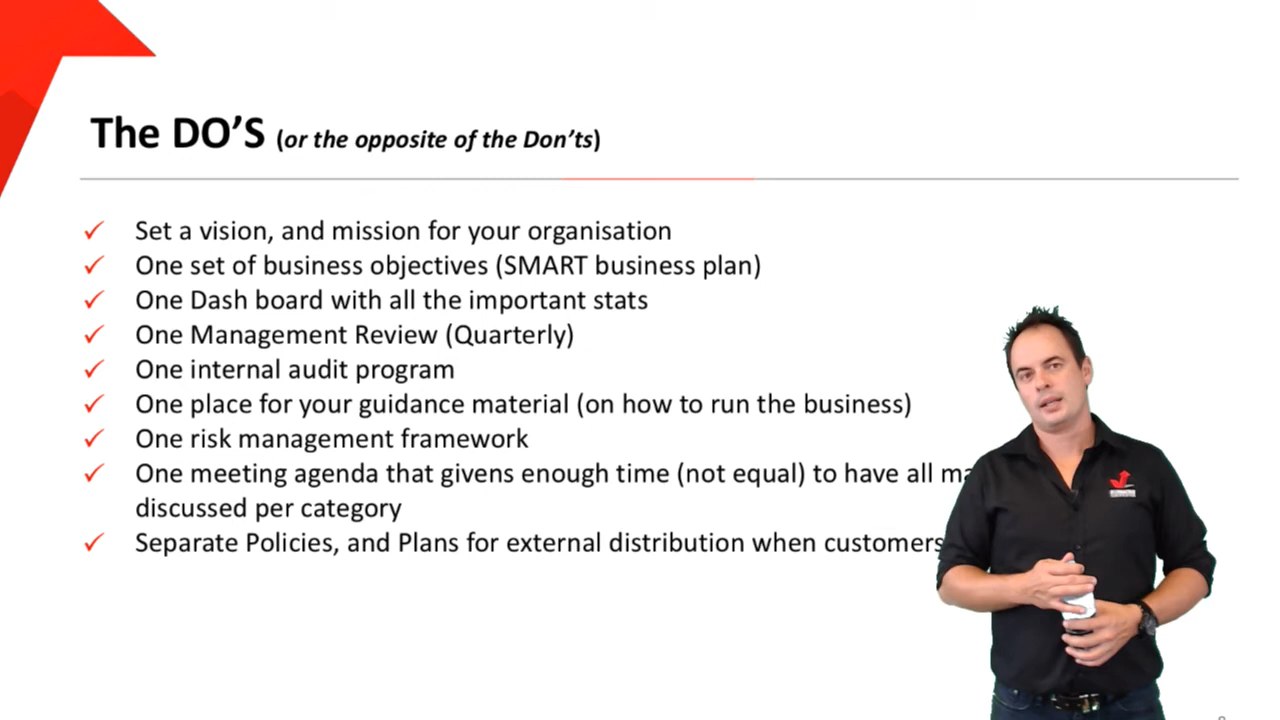 The DO’S (or the opposite of the Don’ts)
Set a vision, and mission for your organisation
One set of business objectives (SMART business plan)
One Dash board with all the important stats
One Management Review (Quarterly)
One internal audit program
One place for your guidance material (on how to run the business)
One risk management framework
One meeting agenda that givens enough time (not equal) to have all
discussed per category
Separate Policies, and Plans for external distribution when customers